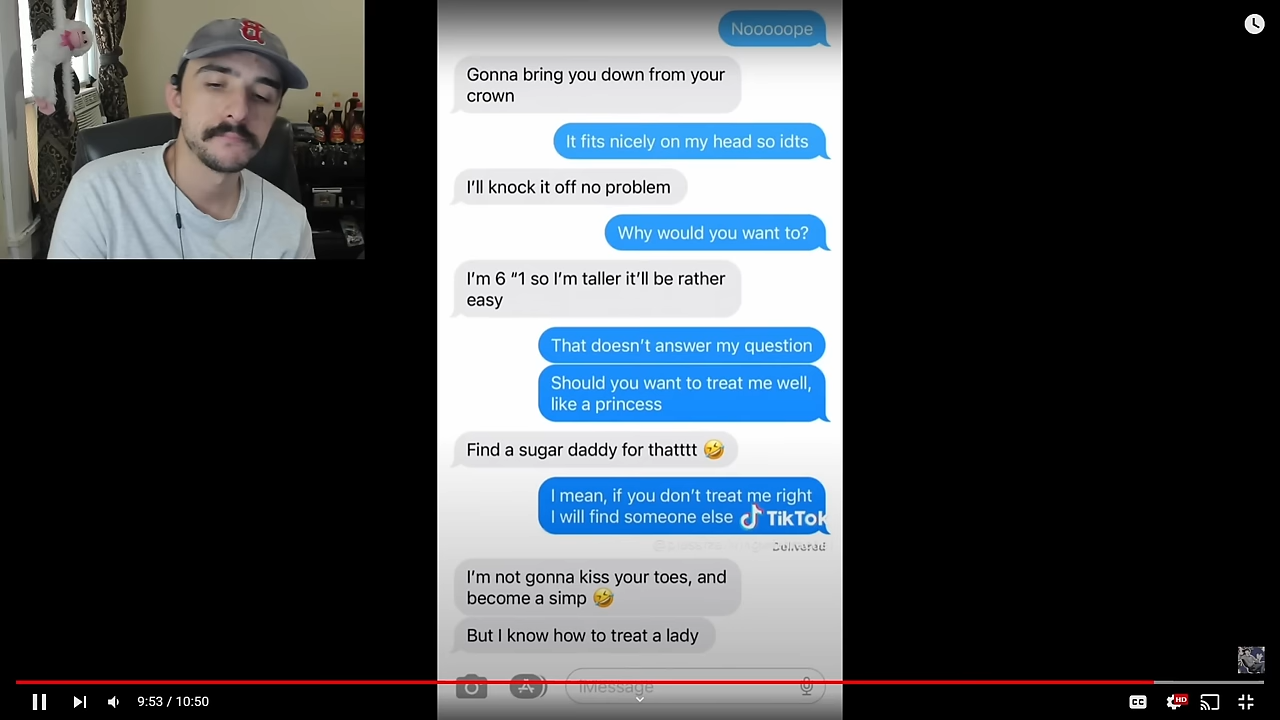 Nooooope
Gonna bring you down from your
crown
It fits nicely on my head so idts
I'll knock it off no problem
Why would you want to?
I'm 6 "1 so I'm taller it'll be rather
easy
That doesn't answer my question
Should you want to treat me well,
like a princess
Find a sugar daddy for thatttt 🤣
I mean, if you don't treat me right
I will find someone else
TikTok
Delivered
I'm not gonna kiss your toes, and
become a simp 🤣
But I know how to treat a lady
iMessage
9:53 / 10:50
CC
HD
B